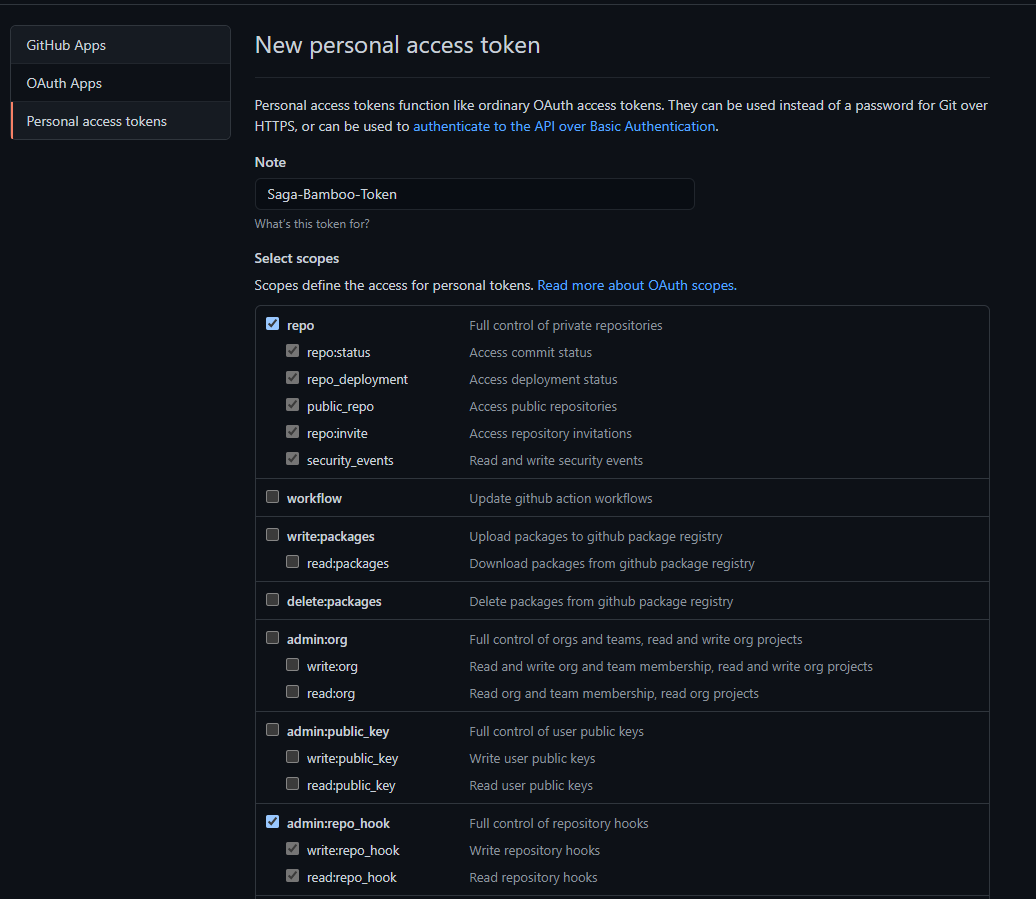 GitHub Apps
OAuth Apps
Personal access tokens
New personal access token
Personal access tokens function like ordinary OAuth access tokens. They can be used instead of a password for Git over
HTTPS, or can be used to authenticate to the API over Basic Authentication.
Note
Saga-Bamboo-Token
What's this token for?
Select scopes
Scopes define the access for personal tokens. Read more about OAuth scopes.
repo Full control of private repositories
repo:status Access commit status
repo_deployment Access deployment status
public_repo Access public repositories
repo:invite Access repository invitations
security_events Read and write security events
workflow Update github action workflows
write:packages Upload packages to github package registry
read:packages Download packages from github package registry
delete:packages Delete packages from github package registry
admin:org Full control of orgs and teams, read and write org projects
write:org Read and write org and team membership, read and write org projects
read:org Read org and team membership, read org projects
admin:public_key Full control of user public keys
write:public_key Write user public keys
read:public_key Read user public keys
admin:repo_hook Full control of repository hooks
write:repo_hook Write repository hooks
read:repo_hook Read repository hooks